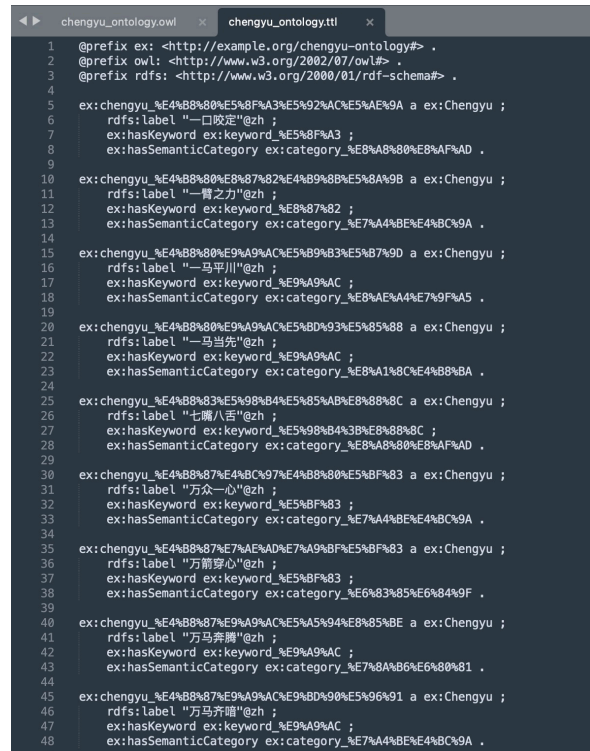 chengyu_ontology.owl × chengyu_ontology.ttl ×
1 @prefix ex: <http://example.org/chengyu-ontology#> .
2 @prefix owl: <http://www.w3.org/2002/07/owl#> .
3 @prefix rdfs: <http://www.w3.org/2000/01/rdf-schema#> .
4
5 ex:chengyu_%E4%B8%80%E5%8F%A3%E5%92%AC%E5%AE%9A a ex:Chengyu ;
6 rdfs:label "一口咬定"@zh ;
7 ex:hasKeyword ex:keyword_%E5%8F%A3 ;
8 ex:hasSemanticCategory ex:category_%E8%A8%80%E8%AF%AD .
9
10 ex:chengyu_%E4%B8%80%E8%87%82%E4%B9%8B%E5%8A%9B a ex:Chengyu ;
11 rdfs:label "一臂之力"@zh ;
12 ex:hasKeyword ex:keyword_%E8%87%82 ;
13 ex:hasSemanticCategory ex:category_%E7%A4%BE%E4%BC%9A .
14
15 ex:chengyu_%E4%B8%80%E9%A9%AC%E5%B9%B3%E5%B7%9D a ex:Chengyu ;
16 rdfs:label "一马平川"@zh ;
17 ex:hasKeyword ex:keyword_%E9%A9%AC ;
18 ex:hasSemanticCategory ex:category_%E8%AE%A4%E7%9F%A5 .
19
20 ex:chengyu_%E4%B8%80%E9%A9%AC%E5%BD%93%E5%85%88 a ex:Chengyu ;
21 rdfs:label "一马当先"@zh ;
22 ex:hasKeyword ex:keyword_%E9%A9%AC ;
23 ex:hasSemanticCategory ex:category_%E8%A1%8C%E4%B8%BA .
24
25 ex:chengyu_%E4%B8%83%E5%98%B4%E5%85%AB%E8%88%8C a ex:Chengyu ;
26 rdfs:label "七嘴八舌"@zh ;
27 ex:hasKeyword ex:keyword_%E5%98%B4%3B%E8%88%8C ;
28 ex:hasSemanticCategory ex:category_%E8%A8%80%E8%AF%AD .
29
30 ex:chengyu_%E4%B8%87%E4%BC%97%E4%B8%80%E5%BF%83 a ex:Chengyu ;
31 rdfs:label "万众一心"@zh ;
32 ex:hasKeyword ex:keyword_%E5%BF%83 ;
33 ex:hasSemanticCategory ex:category_%E7%A4%BE%E4%BC%9A .
34
35 ex:chengyu_%E4%B8%87%E7%AE%AD%E7%A9%BF%E5%BF%83 a ex:Chengyu ;
36 rdfs:label "万箭穿心"@zh ;
37 ex:hasKeyword ex:keyword_%E5%BF%83 ;
38 ex:hasSemanticCategory ex:category_%E6%83%85%E6%84%9F .
39
40 ex:chengyu_%E4%B8%87%E9%A9%AC%E5%A5%94%E8%85%BE a ex:Chengyu ;
41 rdfs:label "万马奔腾"@zh ;
42 ex:hasKeyword ex:keyword_%E9%A9%AC ;
43 ex:hasSemanticCategory ex:category_%E7%8A%B6%E6%80%81 .
44
45 ex:chengyu_%E4%B8%87%E9%A9%AC%E9%BD%90%E5%96%91 a ex:Chengyu ;
46 rdfs:label "万马齐喑"@zh ;
47 ex:hasKeyword ex:keyword_%E9%A9%AC ;
48 ex:hasSemanticCategory ex:category_%E7%A4%BE%E4%BC%9A .